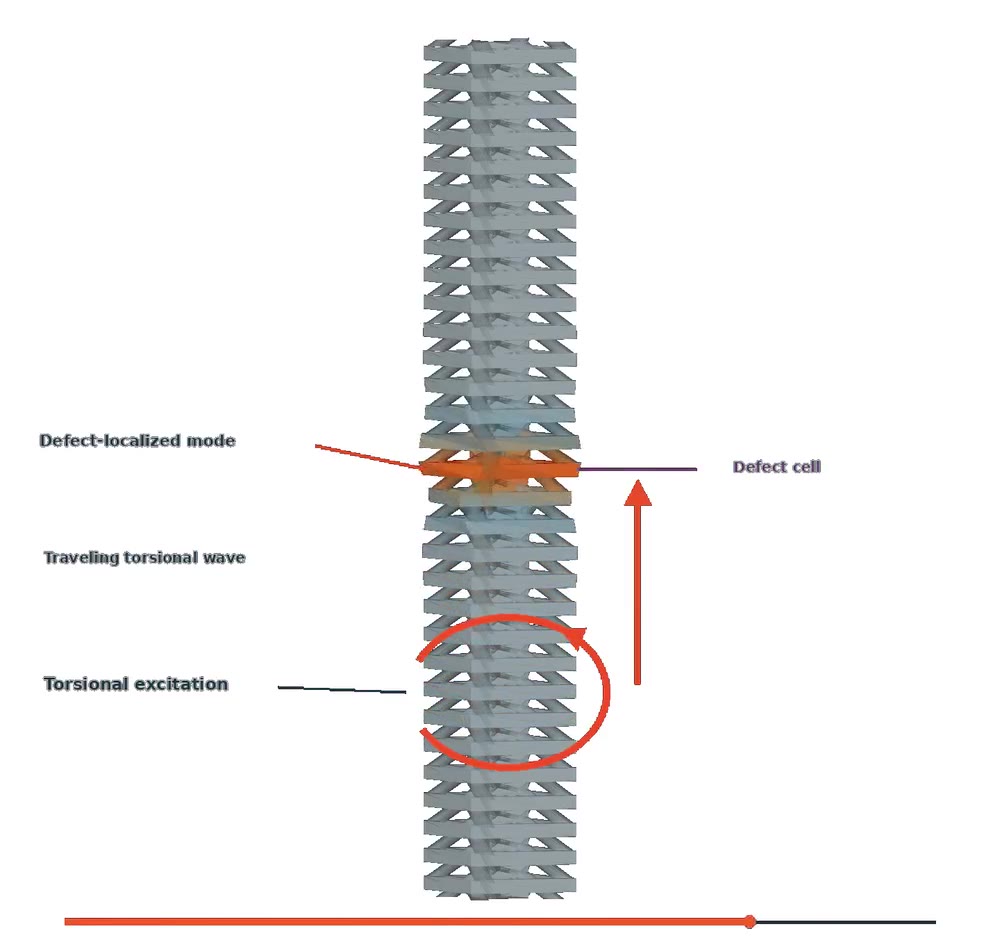 Defect-localized mode
Defect cell
Traveling torsional wave
Torsional excitation